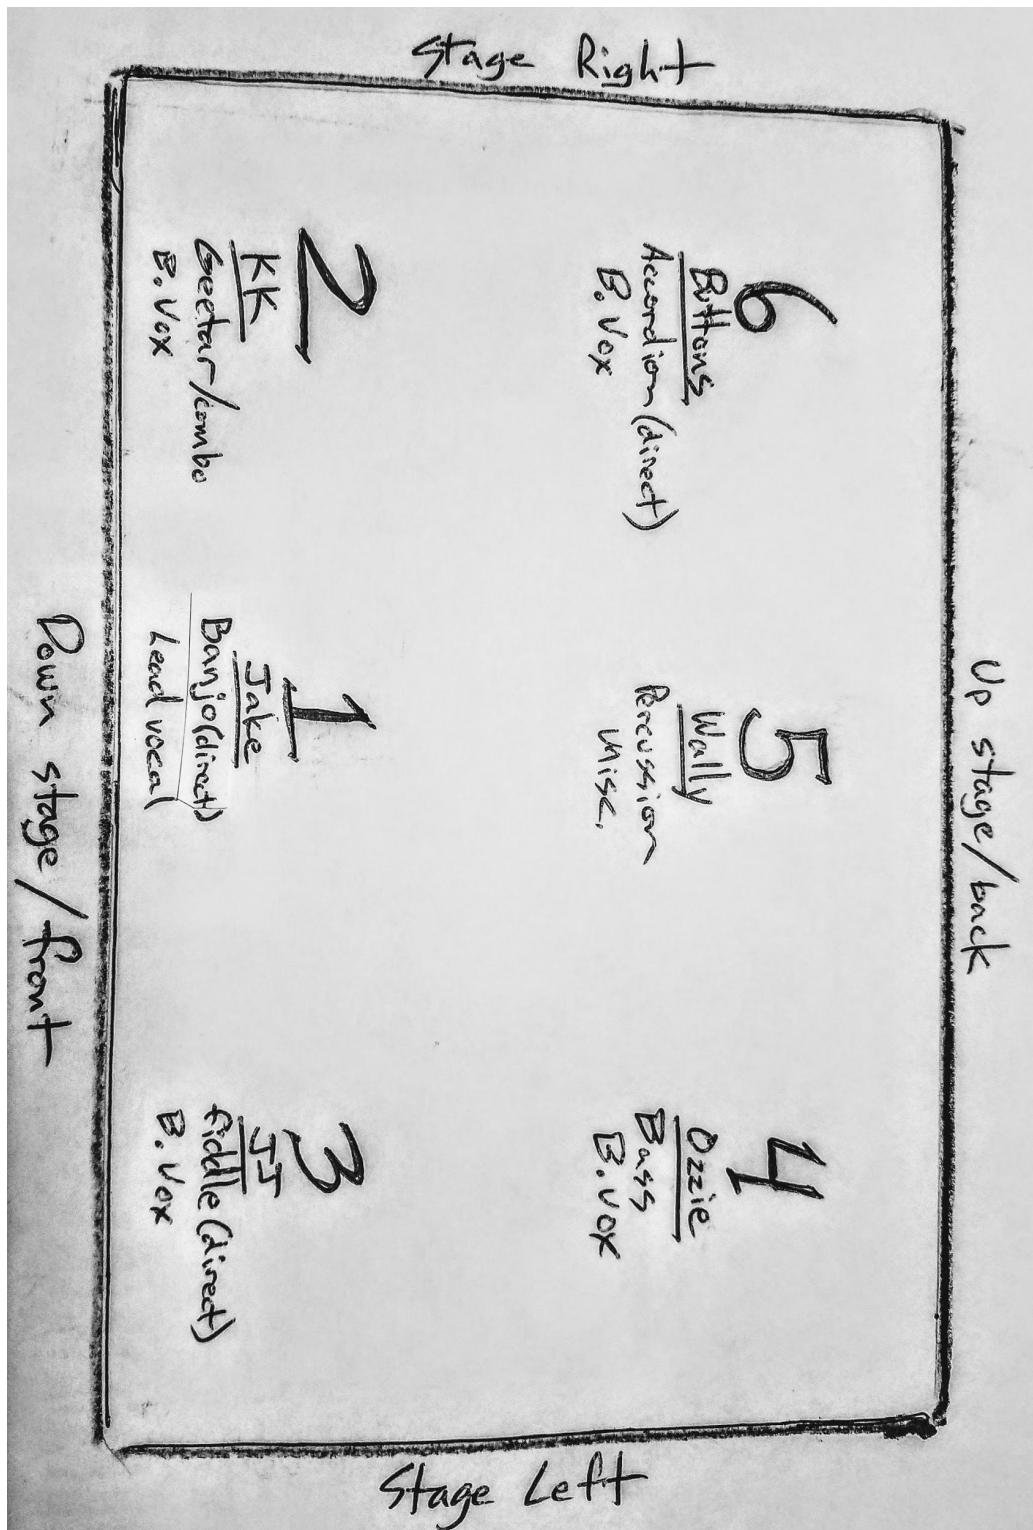 Stage Right
Up stage/back
6
Buttons
Accordion (direct)
B. Vox
5
Wally
Percussion
Misc.
4
Ozzie
Bass
B. Vox
2
KK
Geetar/combo
B. Vox
1
Jake
Banjo (direct)
Lead vocal
3
JJ
fiddle (direct)
B. Vox
Down stage/front
Stage Left